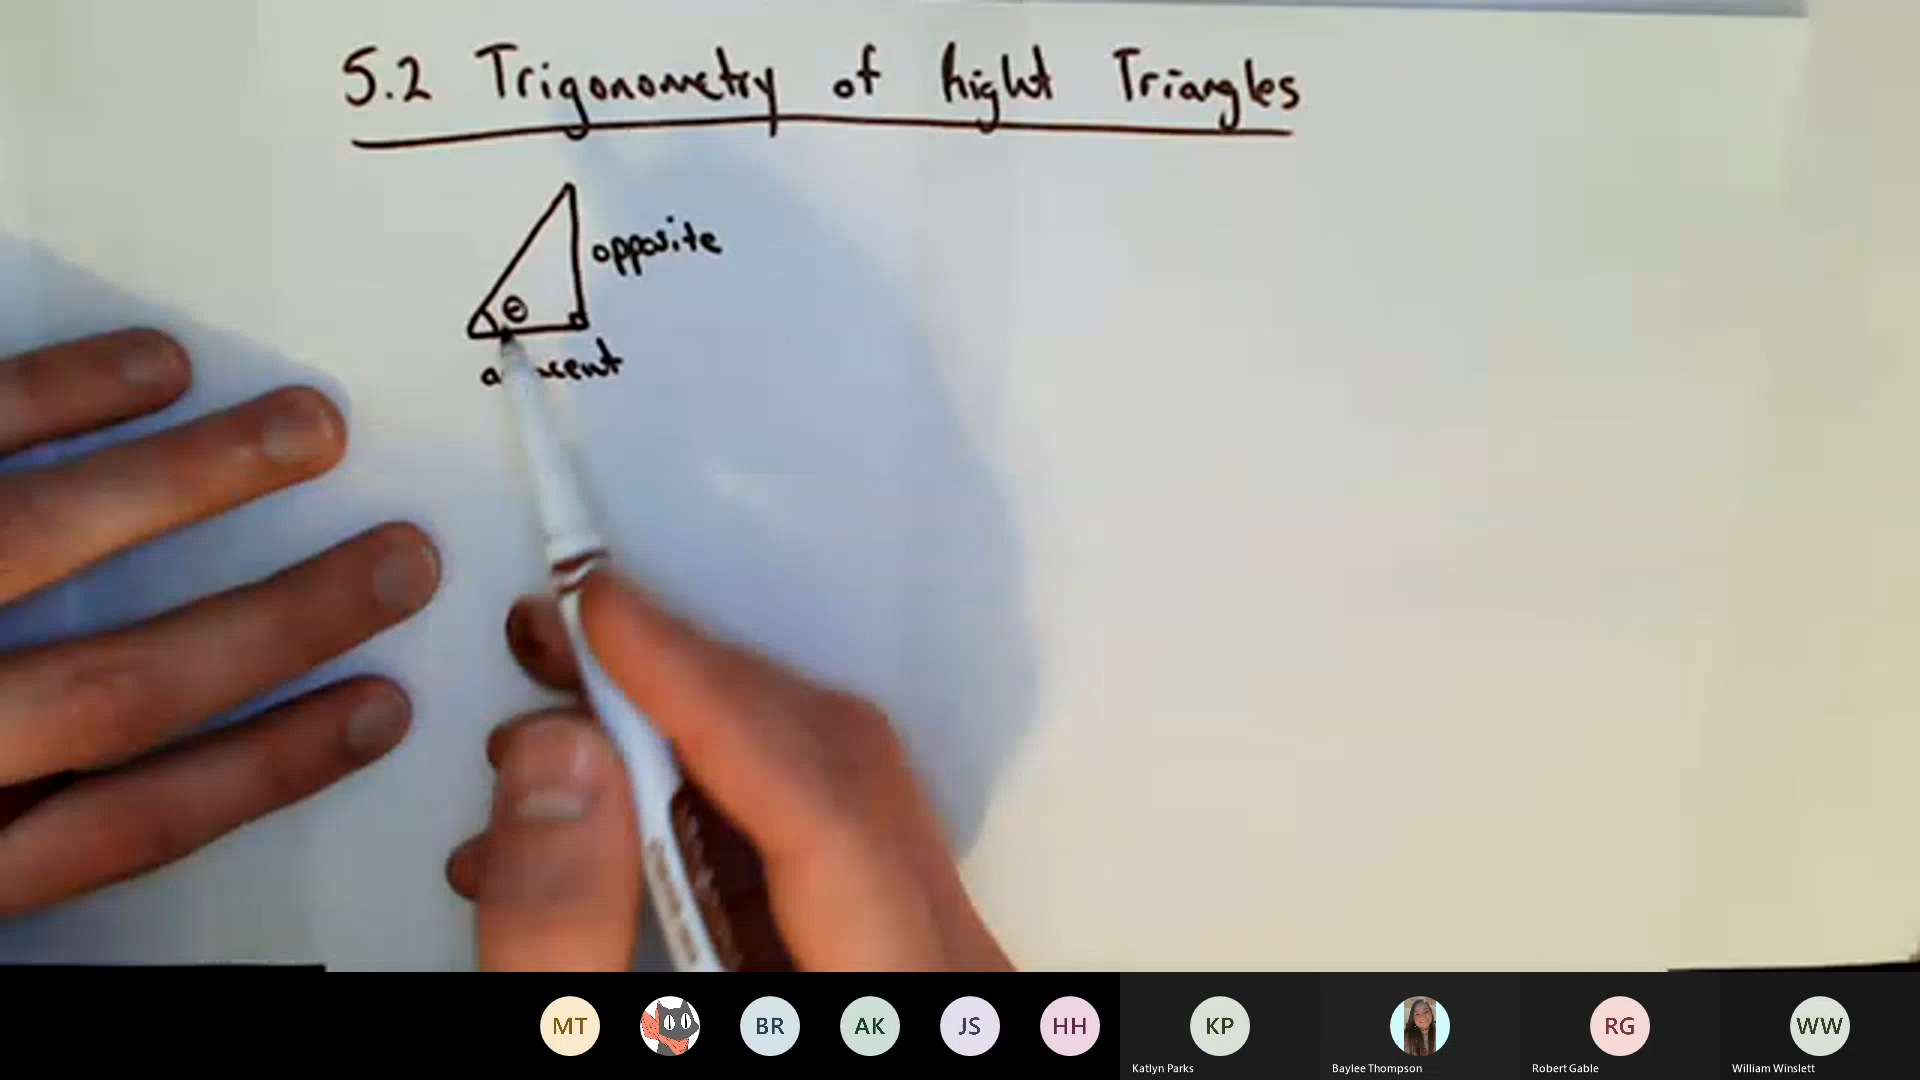 5.2 Trigonometry of Right Triangles
opposite
θ
MT BR AK JS HH KP RG WW
Katlyn Parks Baylee Thompson Robert Gable William Winslett